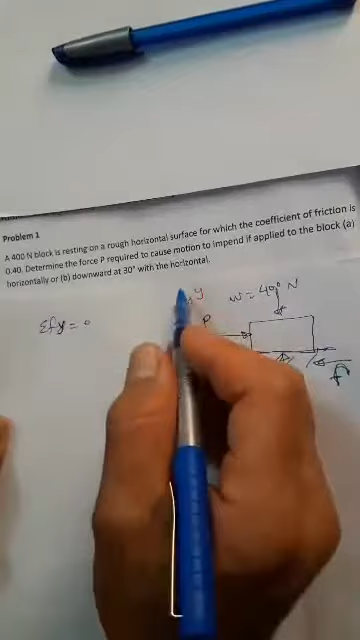 Problem 1
A 400 N block is resting on a rough horizontal surface for which the coefficient of friction is
0.40. Determine the force P required to cause motion to impend if applied to the block (a)
horizontally or (b) downward at 30° with the horizontal.
y
w = 400 N
P
Σfy = 0
f